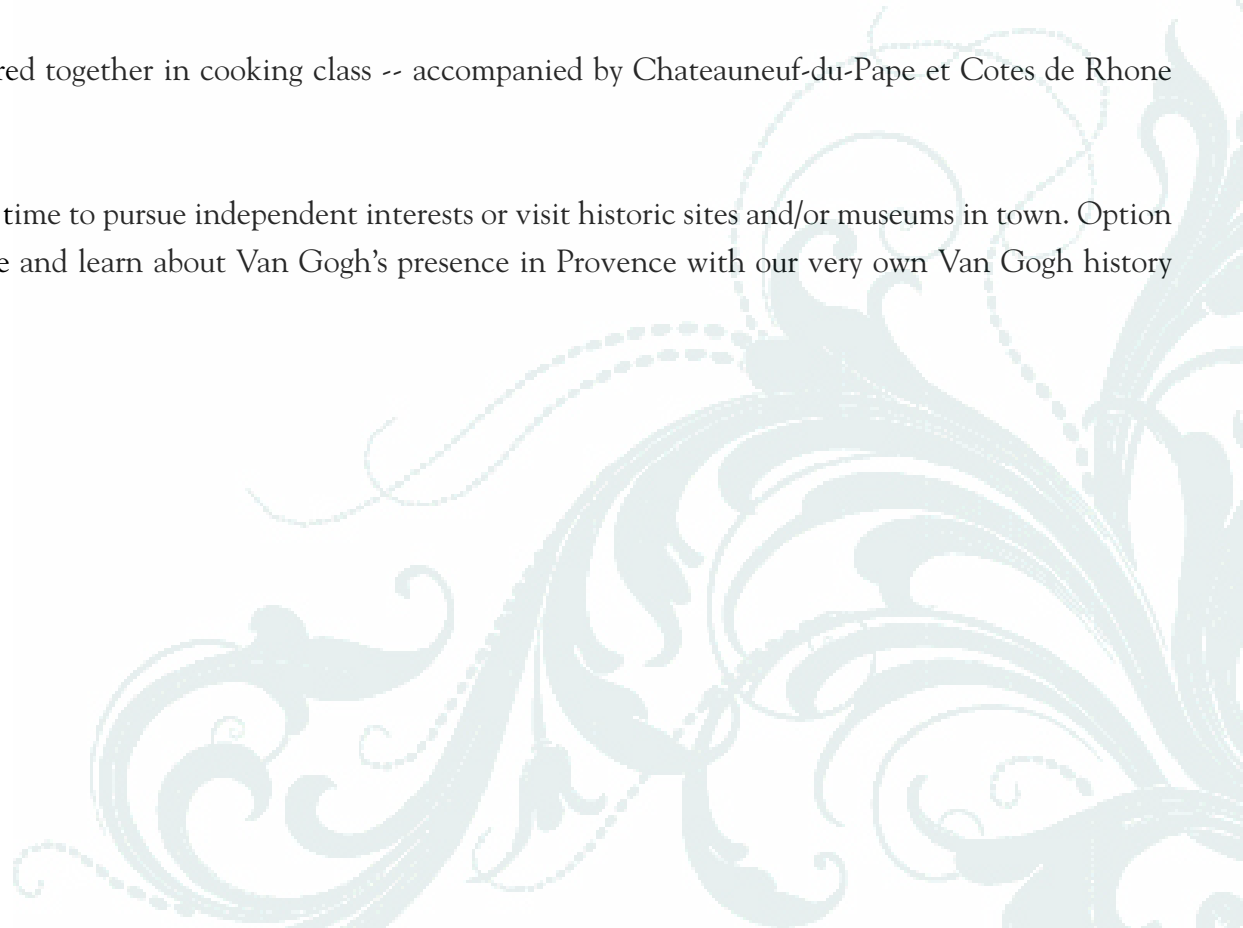 red together in cooking class -- accompanied by Chateauneuf-du-Pape et Cotes de Rhone
time to pursue independent interests or visit historic sites and/or museums in town. Option
e and learn about Van Gogh's presence in Provence with our very own Van Gogh history